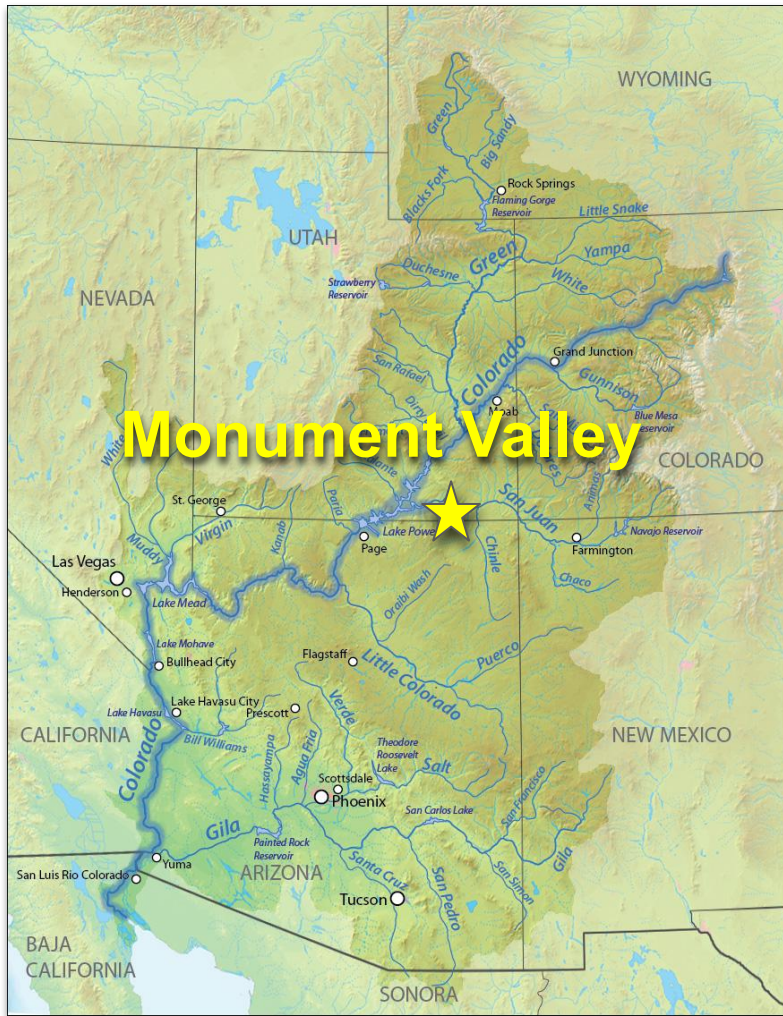 WYOMING
Green
Big Sandy
Blacks Fork
Rock Springs
Flaming Gorge
Reservoir
Little Snake
UTAH
Green
Yampa
Duchesne
White
Strawberry
Reservoir
NEVADA
Colorado
Grand Junction
San Rafael
Gunnison
Dirty
Moab
Blue Mesa
Reservoir
Monument Valley
White
COLORADO
Animas
St. George
Paria
San Juan
Virgin
Kanab
Lake Powell
Navajo Reservoir
Muddy
Page
Chinle
Farmington
Las Vegas
Henderson
Chaco
Oraibi Wash
Lake Mead
Lake Mohave
Bullhead City
Flagstaff
Little Colorado
Puerco
Lake Havasu City
Lake Havasu
Prescott
Verde
CALIFORNIA
Colorado
Bill Williams
NEW MEXICO
Hassayampa
Agua Fria
Theodore
Roosevelt
Lake
Salt
Scottsdale
Phoenix
San Francisco
San Carlos Lake
Gila
Painted Rock
Reservoir
Gila
Yuma
ARIZONA
Santa Cruz
San Simon
San Luis Rio Colorado
Tucson
San Pedro
BAJA
CALIFORNIA
SONORA